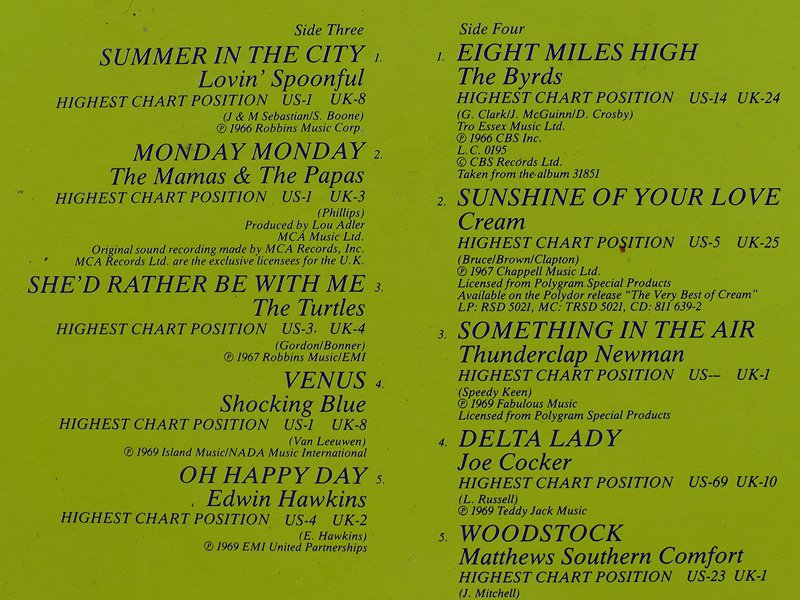 Side Three
SUMMER IN THE CITY 1.
Lovin' Spoonful
HIGHEST CHART POSITION US-1 UK-8
(J & M Sebastian/S. Boone)
℗ 1966 Robbins Music Corp.
MONDAY MONDAY 2.
The Mamas & The Papas
HIGHEST CHART POSITION US-1 UK-3
(Phillips)
Produced by Lou Adler
MCA Music Ltd.
Original sound recording made by MCA Records, Inc.
MCA Records Ltd. are the exclusive licensees for the U.K.
SHE'D RATHER BE WITH ME 3.
The Turtles
HIGHEST CHART POSITION US-3 UK-4
(Gordon/Bonner)
℗ 1967 Robbins Music/EMI
VENUS 4.
Shocking Blue
HIGHEST CHART POSITION US-1 UK-8
(Van Leeuwen)
℗ 1969 Island Music/NADA Music International
OH HAPPY DAY 5.
Edwin Hawkins
HIGHEST CHART POSITION US-4 UK-2
(E. Hawkins)
℗ 1969 EMI United Partnerships
Side Four
1. EIGHT MILES HIGH
The Byrds
HIGHEST CHART POSITION US-14 UK-24
(G. Clark/J. McGuinn/D. Crosby)
Tro Essex Music Ltd.
℗ 1966 CBS Inc.
L.C. 0195
© CBS Records Ltd.
Taken from the album 31851
2. SUNSHINE OF YOUR LOVE
Cream
HIGHEST CHART POSITION US-5 UK-25
(Bruce/Brown/Clapton)
℗ 1967 Chappell Music Ltd.
Licensed from Polygram Special Products
Available on the Polydor release "The Very Best of Cream"
LP: RSD 5021, MC: TRSD 5021, CD: 811 639-2
3. SOMETHING IN THE AIR
Thunderclap Newman
HIGHEST CHART POSITION US-- UK-1
(Speedy Keen)
℗ 1969 Fabulous Music
Licensed from Polygram Special Products
4. DELTA LADY
Joe Cocker
HIGHEST CHART POSITION US-69 UK-10
(L. Russell)
℗ 1969 Teddy Jack Music
5. WOODSTOCK
Matthews Southern Comfort
HIGHEST CHART POSITION US-23 UK-1
(J. Mitchell)